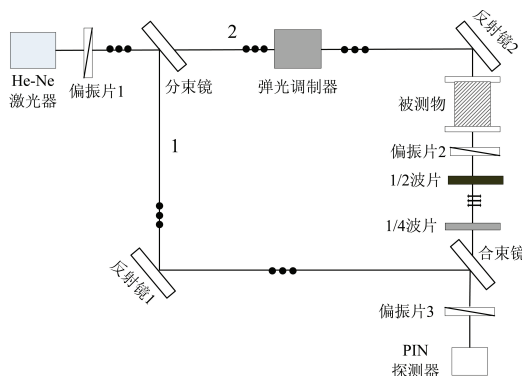 He-Ne
激光器
偏振片1
分束镜
2
弹光调制器
反射镜2
被测物
偏振片2
1/2波片
1/4波片
合束镜
1
反射镜1
偏振片3
PIN
探测器